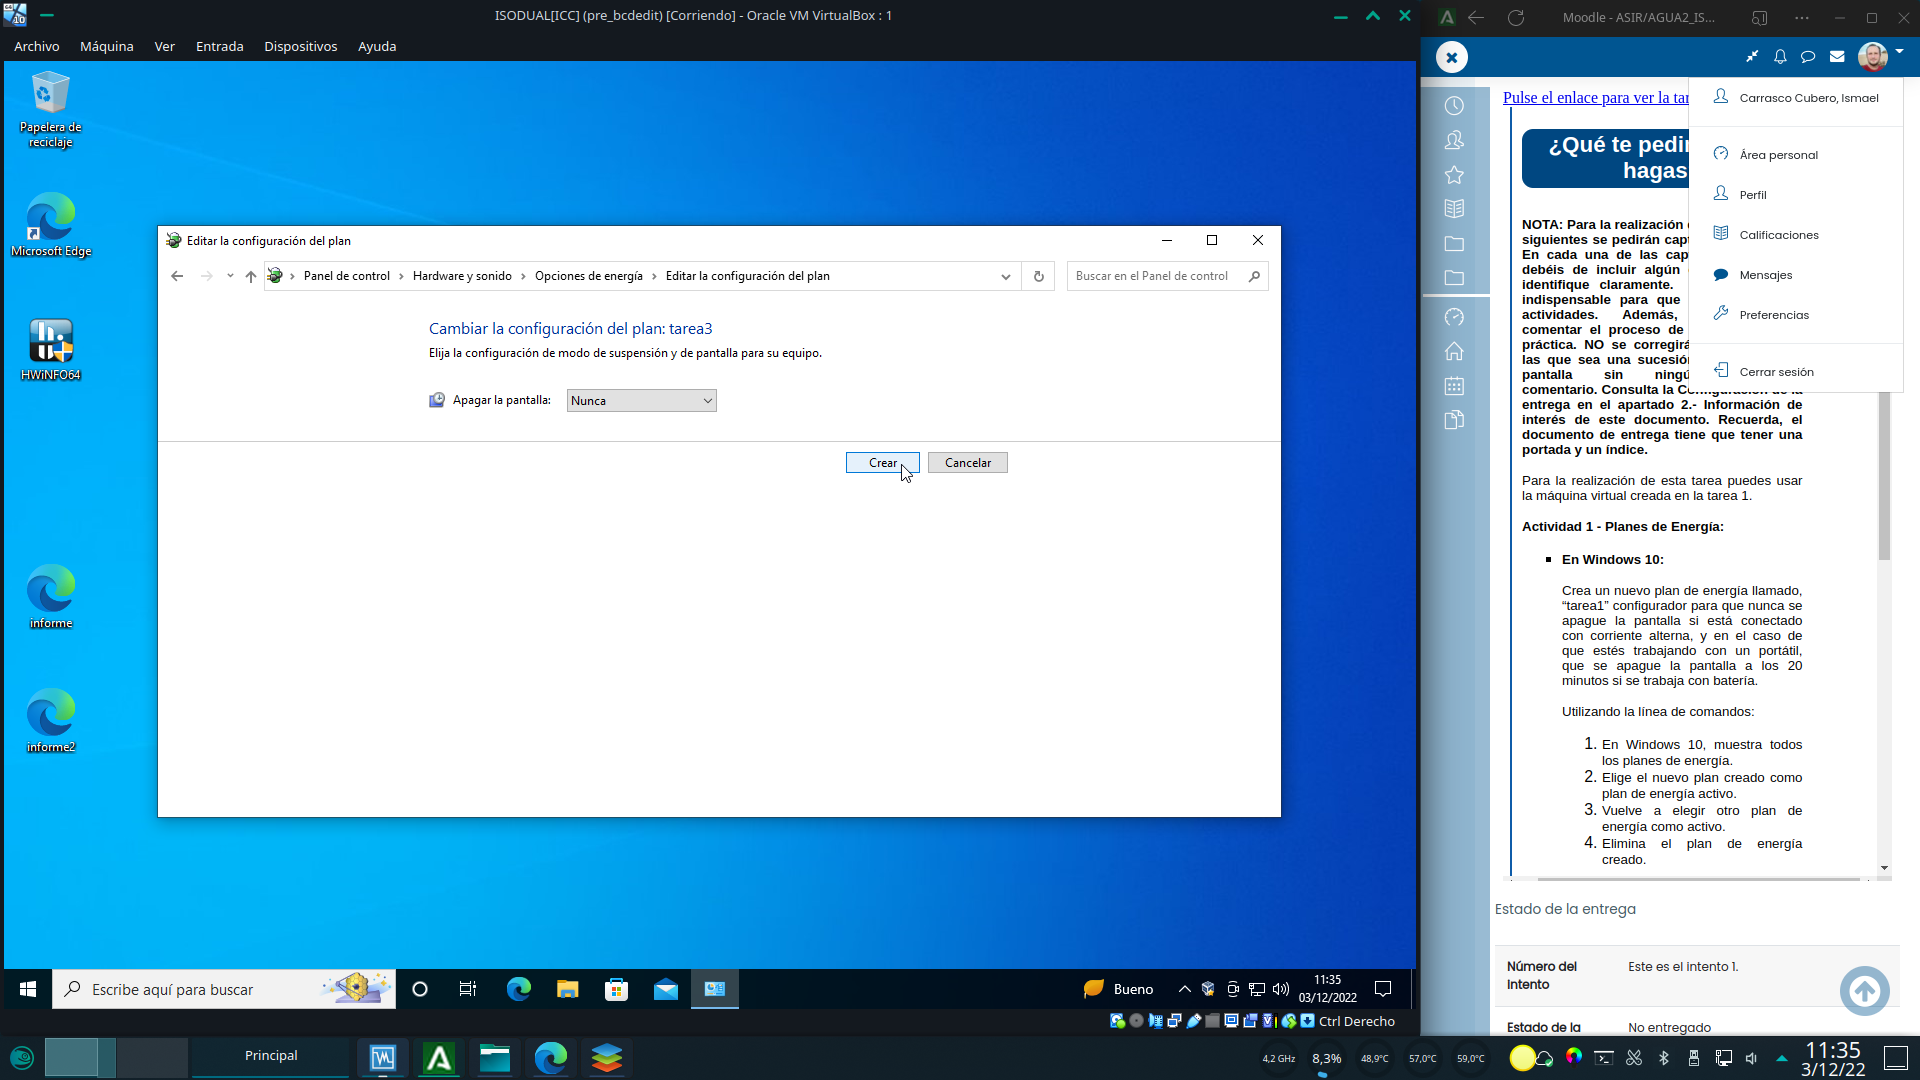 ISODUAL[ICC] (pre_bcdedit) [Corriendo] - Oracle VM VirtualBox : 1
Archivo Máquina Ver Entrada Dispositivos Ayuda
Papelera de
reciclaje
Microsoft Edge
HWiNFO64
informe
informe2
Editar la configuración del plan
Panel de control > Hardware y sonido > Opciones de energía > Editar la configuración del plan
Buscar en el Panel de control
Cambiar la configuración del plan: tarea3
Elija la configuración de modo de suspensión y de pantalla para su equipo.
Apagar la pantalla: Nunca
Crear Cancelar
Escribe aquí para buscar
Bueno
11:35
03/12/2022
Ctrl Derecho
Moodle - ASIR/AGUA2_IS...
Pulse el enlace para ver la tar
Carrasco Cubero, Ismael
Área personal
Perfil
Calificaciones
Mensajes
Preferencias
Cerrar sesión
¿Qué te pedir
hagas
NOTA: Para la realización
siguientes se pedirán capt
En cada una de las cap
debéis de incluir algún
identifique claramente.
indispensable para que
actividades. Además,
comentar el proceso de
práctica. NO se corregirá
las que sea una sucesión
pantalla sin ningú
comentario. Consulta la Configuración de la
entrega en el apartado 2.- Información de
interés de este documento. Recuerda, el
documento de entrega tiene que tener una
portada y un índice.
Para la realización de esta tarea puedes usar
la máquina virtual creada en la tarea 1.
Actividad 1 - Planes de Energía:
En Windows 10:
Crea un nuevo plan de energía llamado,
“tarea1” configurador para que nunca se
apague la pantalla si está conectado
con corriente alterna, y en el caso de
que estés trabajando con un portátil,
que se apague la pantalla a los 20
minutos si se trabaja con batería.
Utilizando la línea de comandos:
1. En Windows 10, muestra todos
los planes de energía.
2. Elige el nuevo plan creado como
plan de energía activo.
3. Vuelve a elegir otro plan de
energía como activo.
4. Elimina el plan de energía
creado.
Estado de la entrega
Número del
Intento
Este es el intento 1.
Estado de la
No entregado
Principal
4,2 GHz
8,3%
48,9°C
57,0°C
59,0°C
11:35
3/12/22